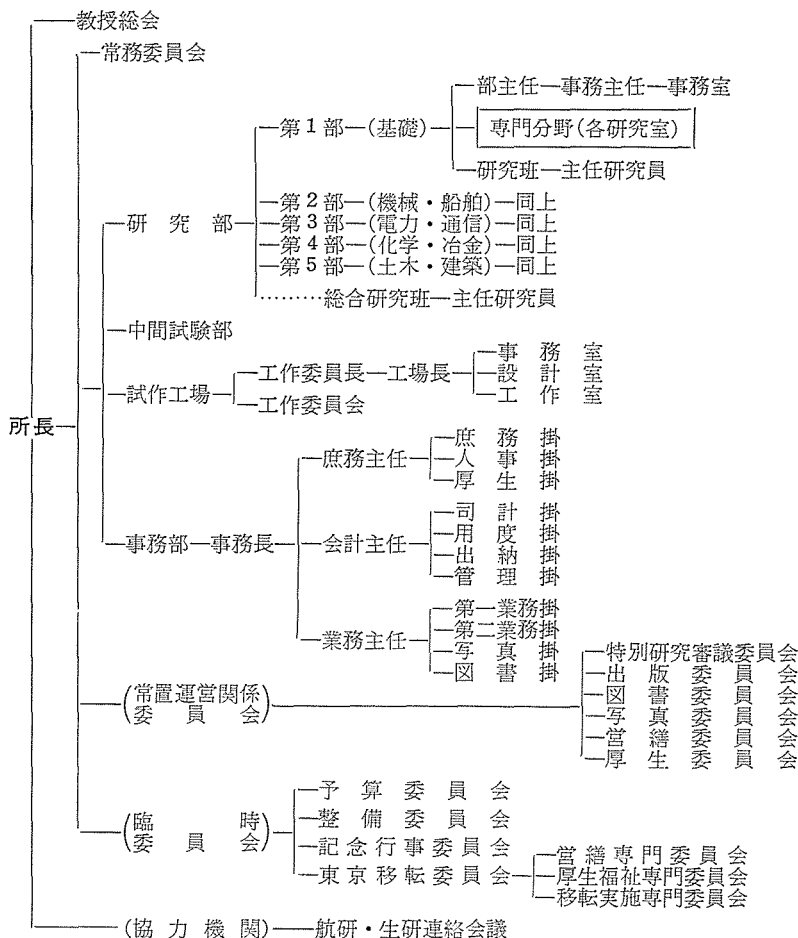 教授総会
常務委員会
部主任―事務主任―事務室
第1部―(基礎)
専門分野(各研究室)
研究班―主任研究員
研究部
第2部―(機械・船舶)―同上
第3部―(電力・通信)―同上
第4部―(化学・冶金)―同上
第5部―(土木・建築)―同上
………総合研究班―主任研究員
中間試験部
試作工場
工作委員長―工場長
工作委員会
事務室
設計室
工作室
所長
事務部―事務長
庶務主任
庶務掛
人事掛
厚生掛
会計主任
司計掛
用度掛
出納掛
管理掛
業務主任
第一業務掛
第二業務掛
写真掛
図書掛
(常置運営関係
委員会)
特別研究審議委員会
出版委員会
図書委員会
写真委員会
営繕委員会
厚生委員会
(臨時
委員会)
予算委員会
整備委員会
記念行事委員会
東京移転委員会
営繕専門委員会
厚生福祉専門委員会
移転実施専門委員会
(協力機関)―航研・生研連絡会議